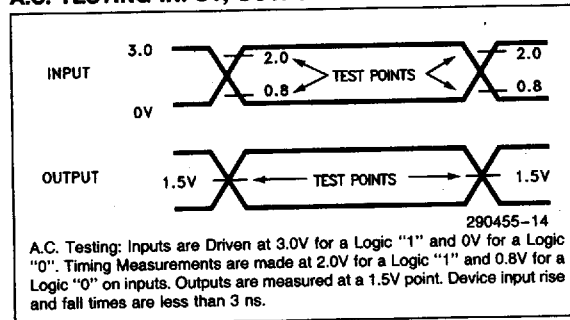 INPUT
3.0
0V
2.0
0.8
TEST POINTS
2.0
0.8
OUTPUT
1.5V
TEST POINTS
1.5V
290455-14
A.C. Testing: Inputs are Driven at 3.0V for a Logic "1" and 0V for a Logic
"0". Timing Measurements are made at 2.0V for a Logic "1" and 0.8V for a
Logic "0" on inputs. Outputs are measured at a 1.5V point. Device input rise
and fall times are less than 3 ns.